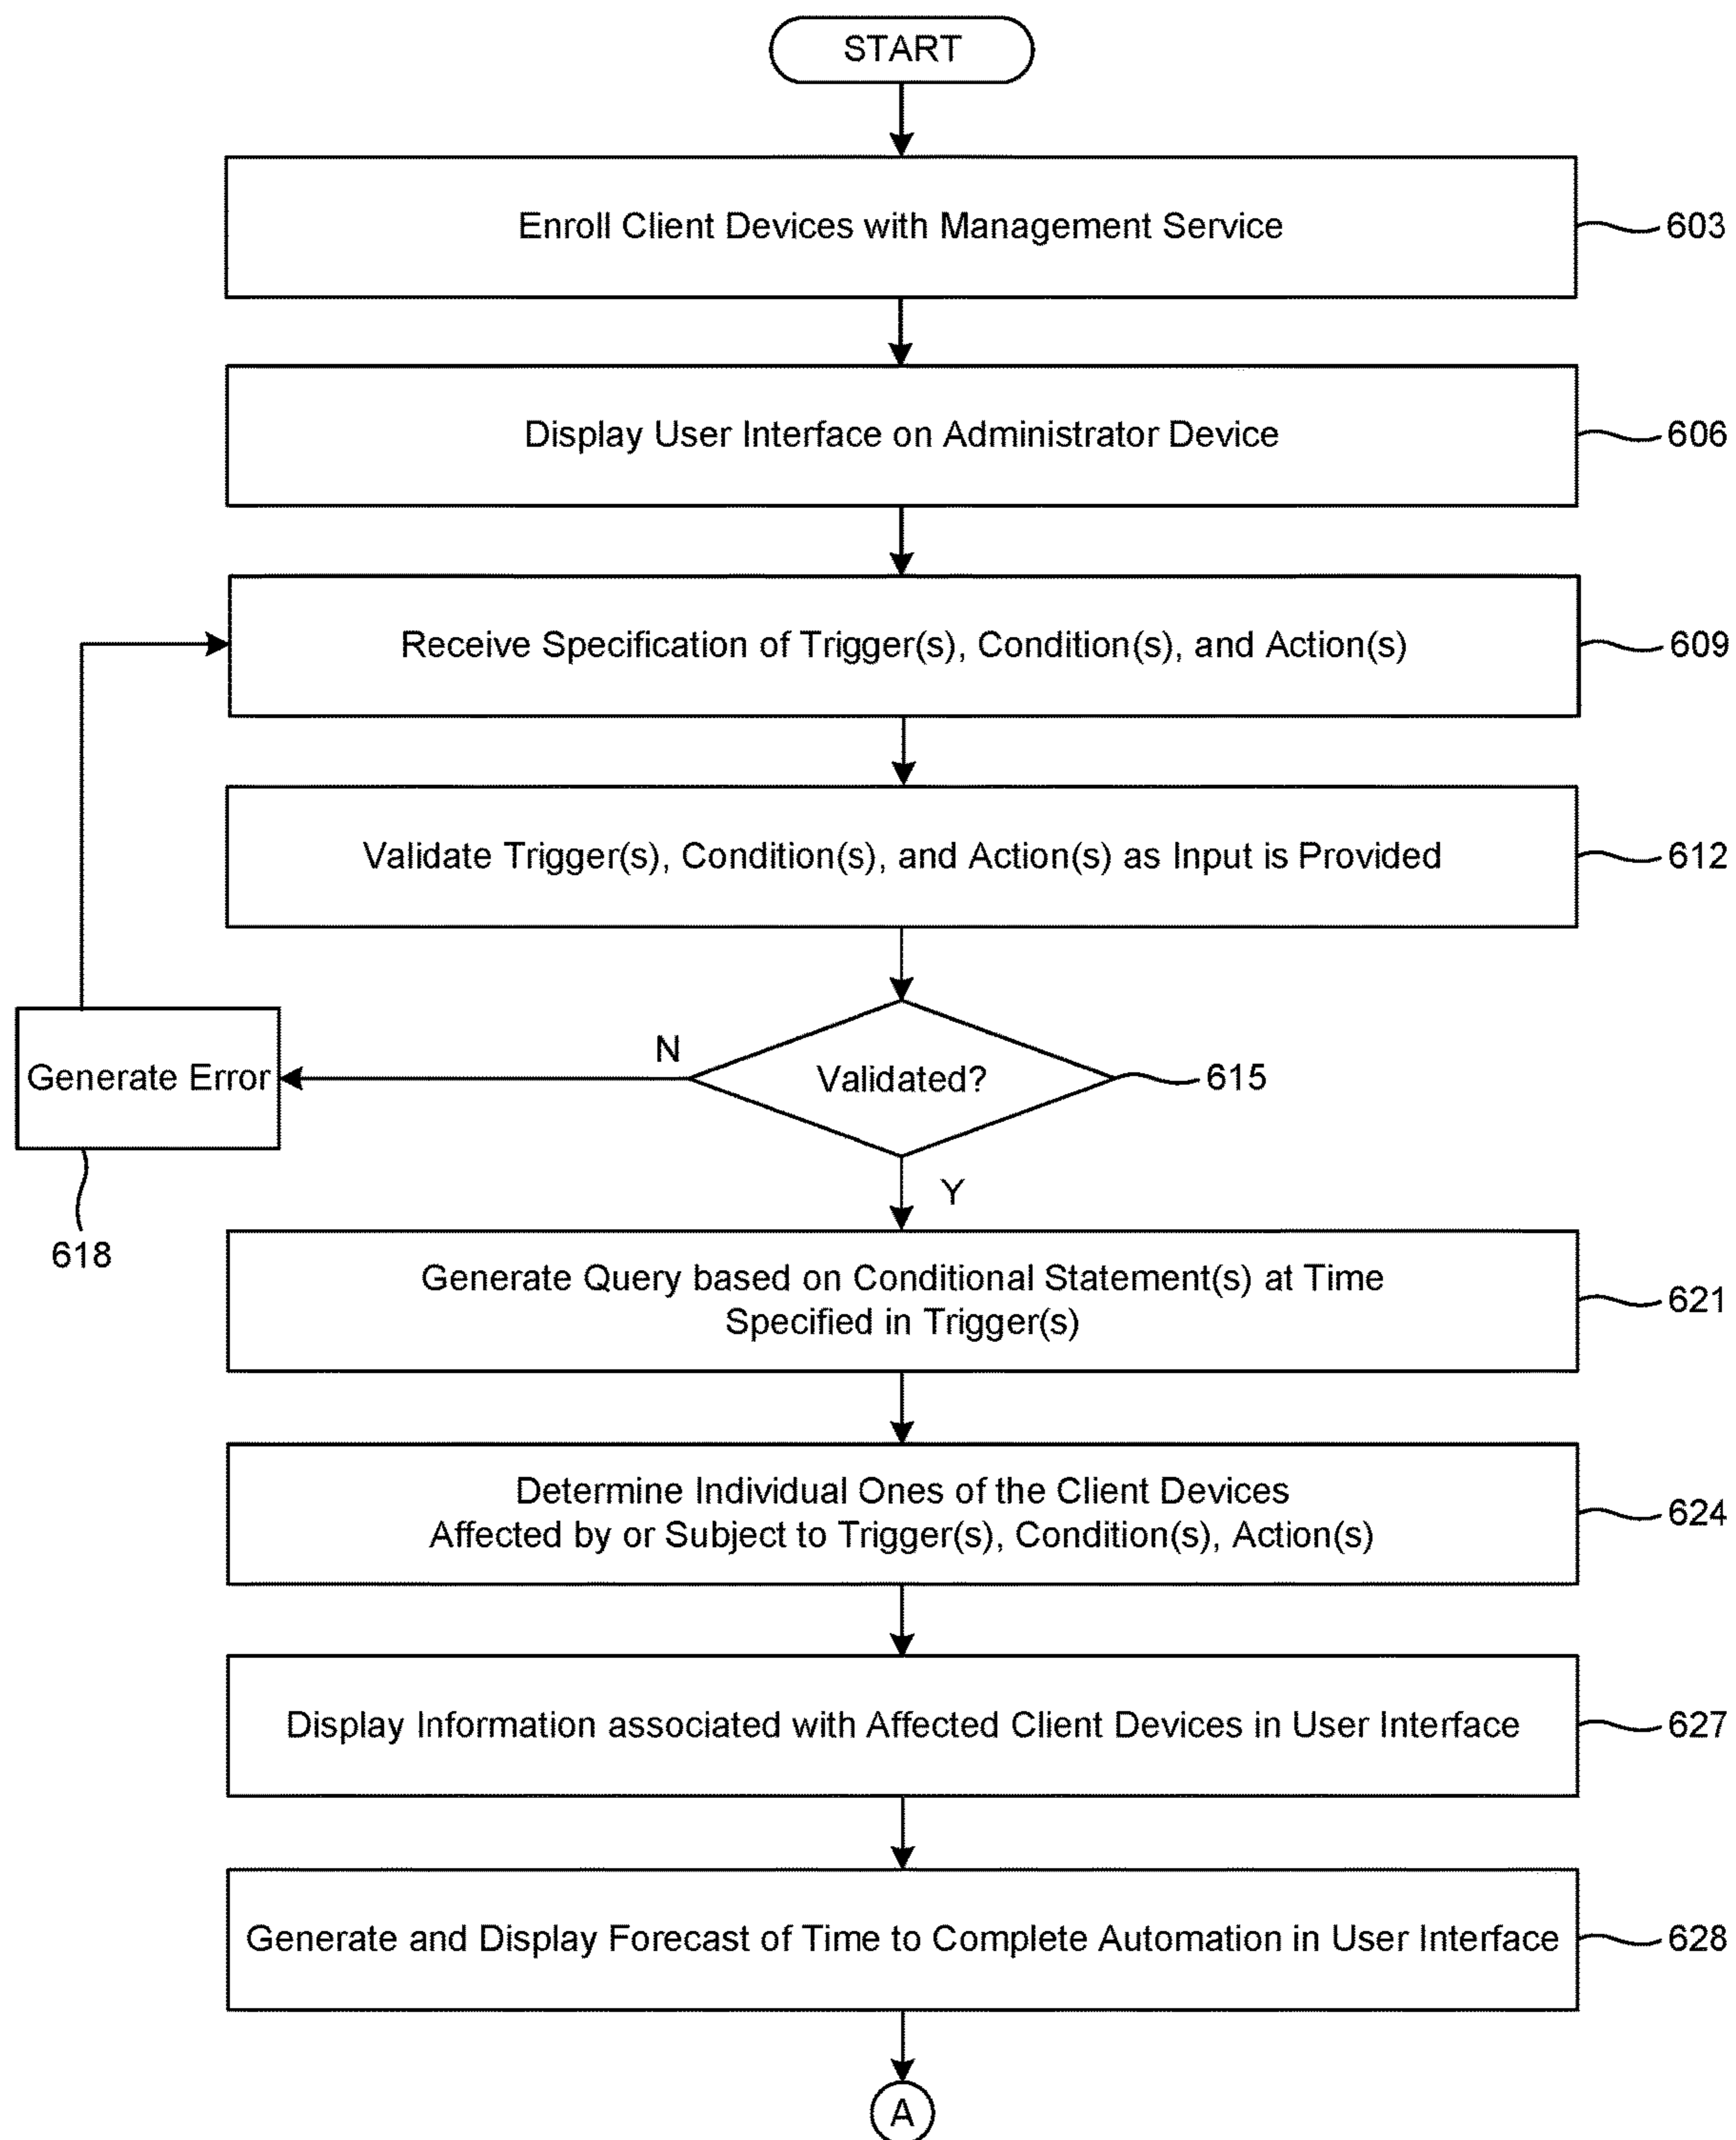 START
Enroll Client Devices with Management Service
603
Display User Interface on Administrator Device
606
Receive Specification of Trigger(s), Condition(s), and Action(s)
609
Validate Trigger(s), Condition(s), and Action(s) as Input is Provided
612
Generate Error
N
Validated?
615
Y
618
Generate Query based on Conditional Statement(s) at Time
Specified in Trigger(s)
621
Determine Individual Ones of the Client Devices
Affected by or Subject to Trigger(s), Condition(s), Action(s)
624
Display Information associated with Affected Client Devices in User Interface
627
Generate and Display Forecast of Time to Complete Automation in User Interface
628
A